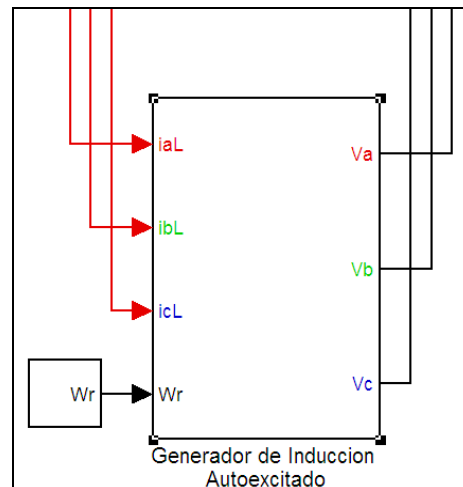 iaL
Va
ibL
Vb
icL
Vc
Wr
Wr
Generador de Induccion
Autoexcitado